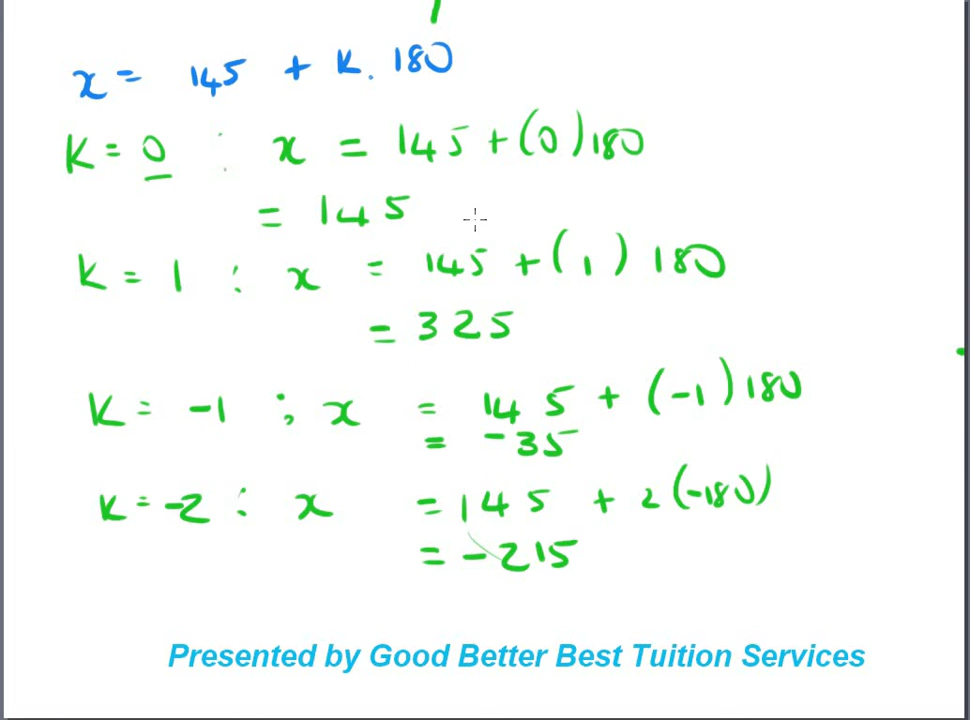 x = 145 + k. 180
K = 0 : x = 145 + (0) 180
= 145
K = 1 : x = 145 + (1) 180
= 325
K = -1 ; x = 145 + (-1) 180
= -35
K = -2 : x = 145 + 2(-180)
= -215
Presented by Good Better Best Tuition Services